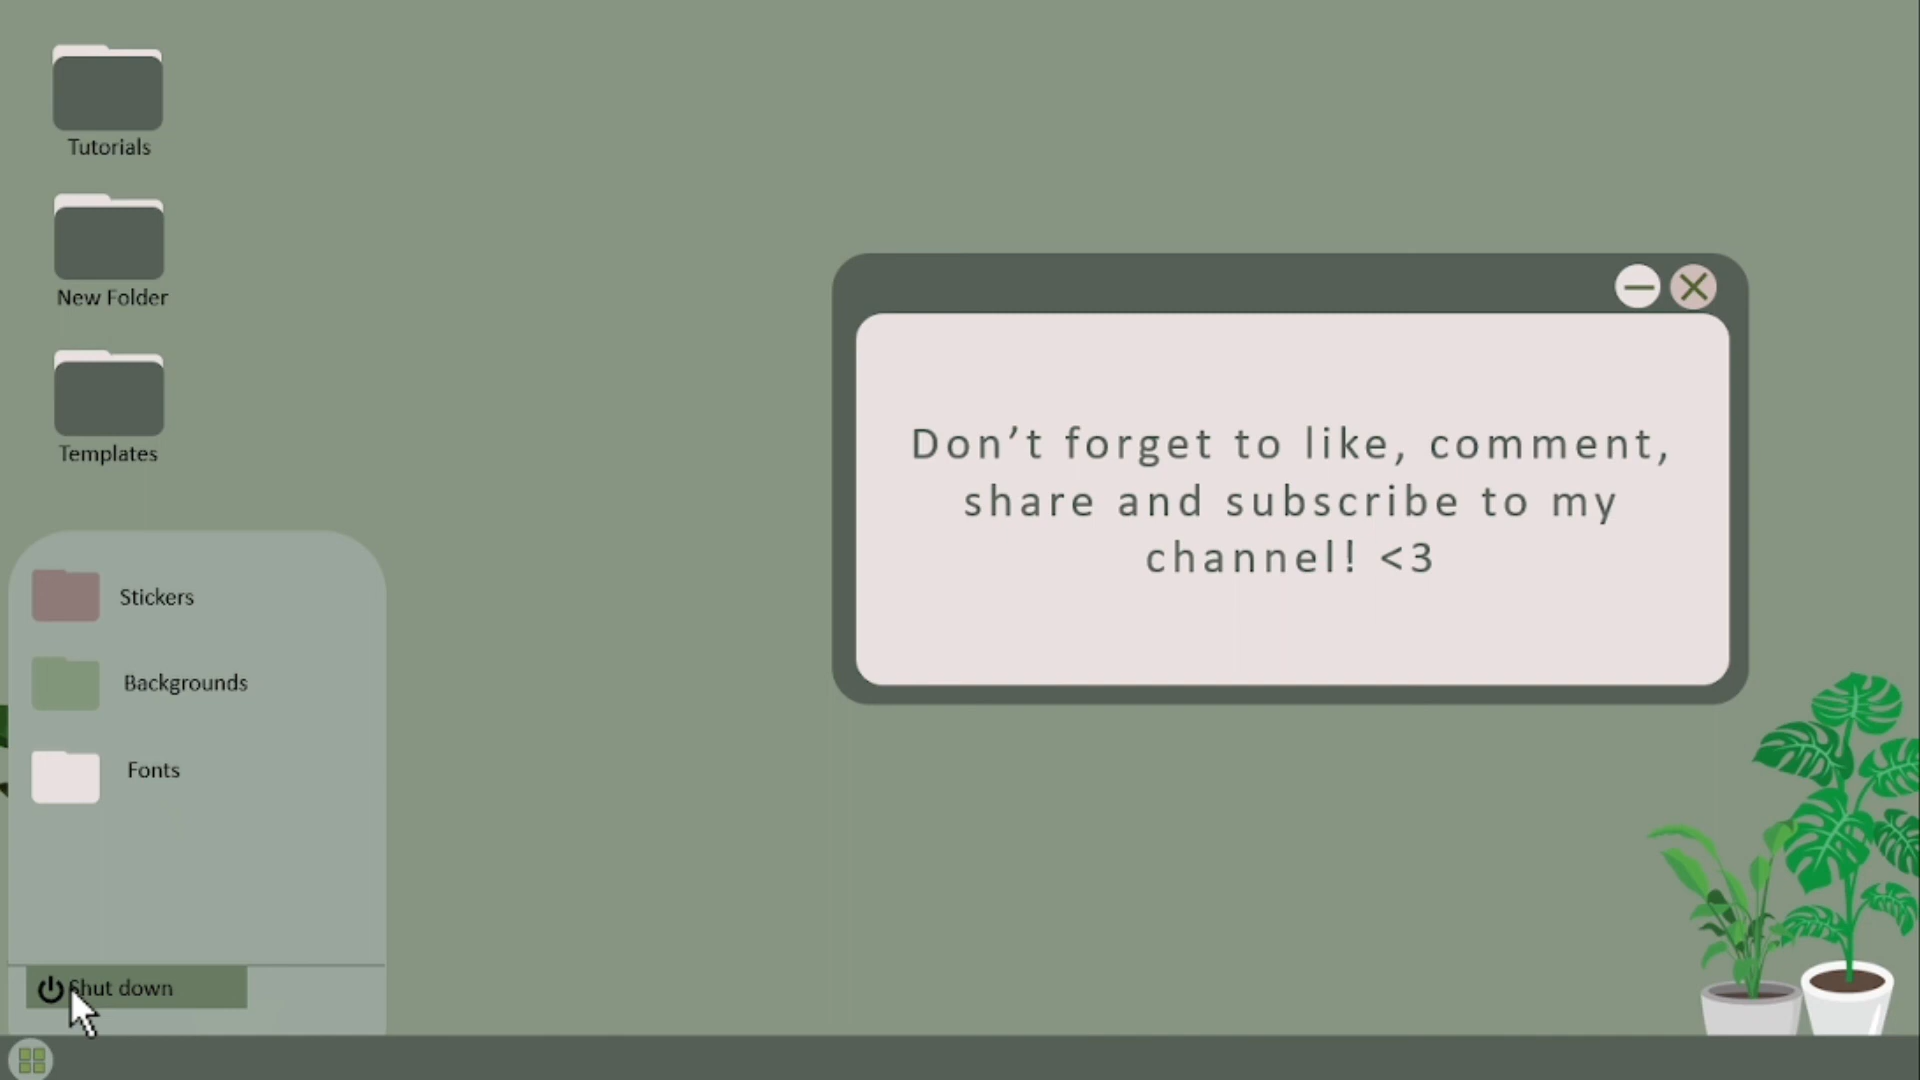 Tutorials
New Folder
Templates
Stickers
Backgrounds
Fonts
Shut down
Don’t forget to like, comment,
share and subscribe to my
channel! <3